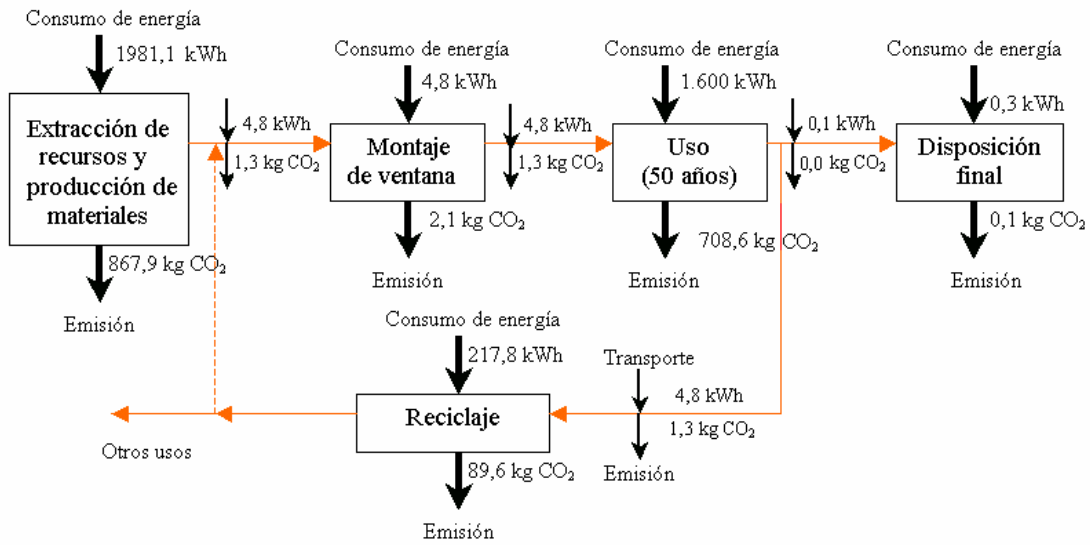 Consumo de energía
1981,1 kWh
Extracción de
recursos y
producción de
materiales
867,9 kg CO₂
Emisión
4,8 kWh
1,3 kg CO₂
Consumo de energía
4,8 kWh
Montaje
de ventana
2,1 kg CO₂
Emisión
4,8 kWh
1,3 kg CO₂
Consumo de energía
1.600 kWh
Uso
(50 años)
708,6 kg CO₂
Emisión
0,1 kWh
0,0 kg CO₂
Consumo de energía
0,3 kWh
Disposición
final
0,1 kg CO₂
Emisión
Consumo de energía
217,8 kWh
Reciclaje
89,6 kg CO₂
Emisión
Transporte
4,8 kWh
1,3 kg CO₂
Emisión
Otros usos